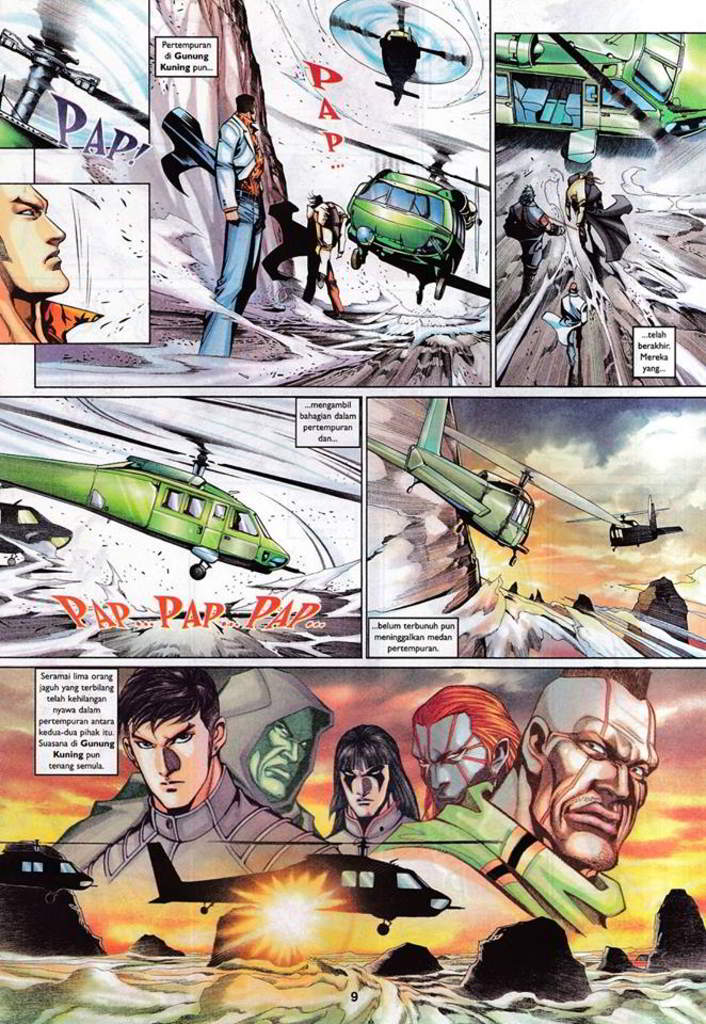 PAP!
Pertempuran
di Gunung
Kuning pun...
PAP
PAP...
...telah
berakhir.
Mereka
yang...
...mengambil
bahagian dalam
pertempuran
dan...
PAP... PAP.. PAP...
...belum terbunuh pun
meninggalkan medan
pertempuran.
Seramai lima orang
jaguh yang terbilang
telah kehilangan
nyawa dalam
pertempuran antara
kedua-dua pihak itu.
Suasana di Gunung
Kuning pun
tenang semula.
9